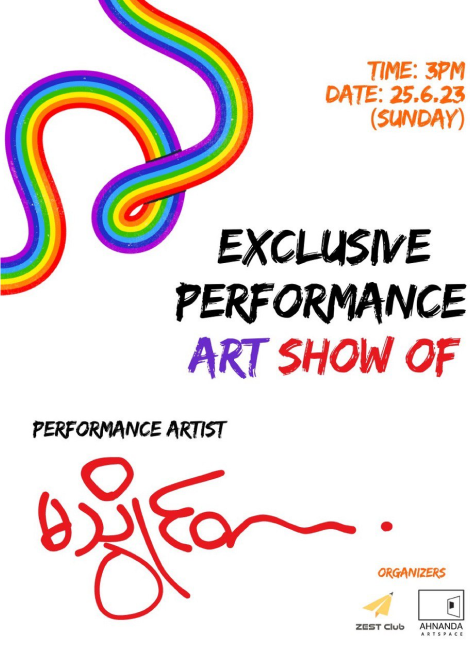 TIME: 3PM
DATE: 25.6.23
(SUNDAY)
EXCLUSIVE
PERFORMANCE
ART SHOW OF
PERFORMANCE ARTIST
ORGANIZERS
ZEST Club
AHNANDA
ARTSPACE